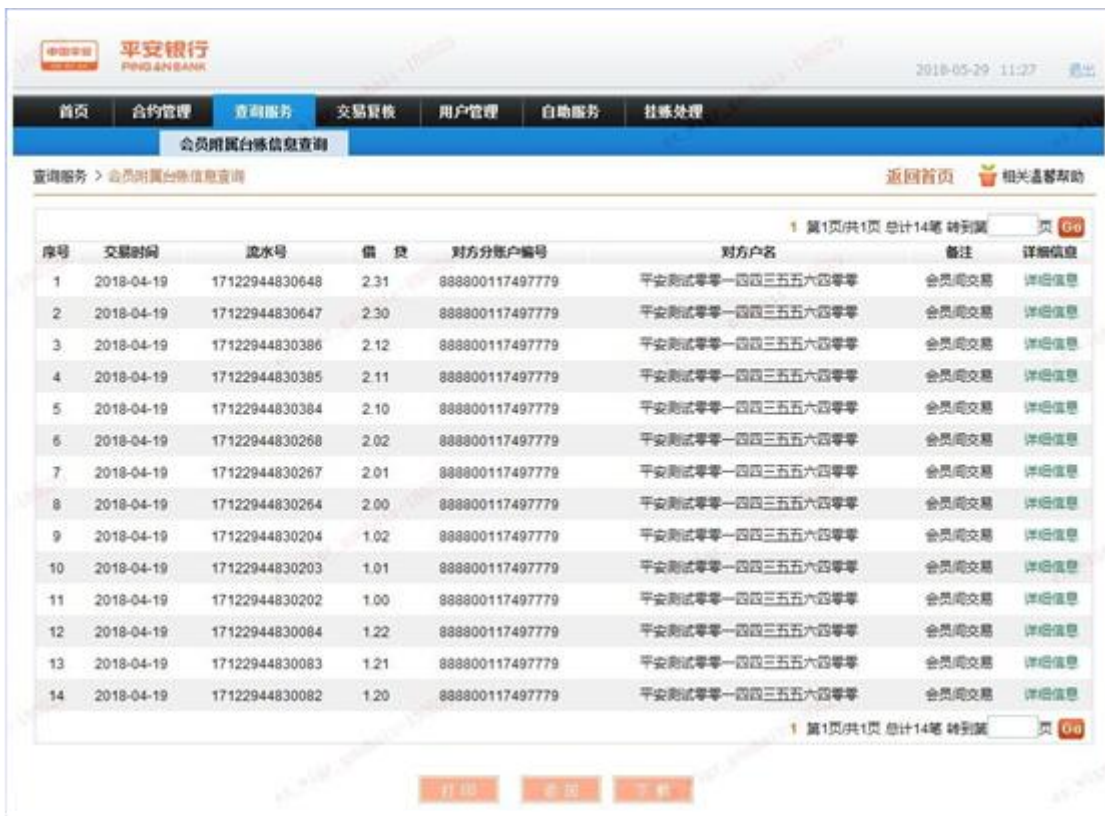 中国平安 平安银行
PING AN BANK
2018-05-29 11:27 退出
首页 合约管理 查询服务 交易复核 用户管理 自助服务 挂账处理
会员附属台账信息查询
查询服务 > 会员附属台账信息查询 返回首页 相关温馨帮助
1 第1页/共1页 总计14笔 转到第 页 Go
序号 交易时间 流水号 借 贷 对方分账户编号 对方户名 备注 详细信息
1 2018-04-19 17122944830648 2.31 888800117497779 平安测试零零一四四三五五六四零零 会员间交易 详细信息
2 2018-04-19 17122944830647 2.30 888800117497779 平安测试零零一四四三五五六四零零 会员间交易 详细信息
3 2018-04-19 17122944830386 2.12 888800117497779 平安测试零零一四四三五五六四零零 会员间交易 详细信息
4 2018-04-19 17122944830385 2.11 888800117497779 平安测试零零一四四三五五六四零零 会员间交易 详细信息
5 2018-04-19 17122944830384 2.10 888800117497779 平安测试零零一四四三五五六四零零 会员间交易 详细信息
6 2018-04-19 17122944830268 2.02 888800117497779 平安测试零零一四四三五五六四零零 会员间交易 详细信息
7 2018-04-19 17122944830267 2.01 888800117497779 平安测试零零一四四三五五六四零零 会员间交易 详细信息
8 2018-04-19 17122944830264 2.00 888800117497779 平安测试零零一四四三五五六四零零 会员间交易 详细信息
9 2018-04-19 17122944830204 1.02 888800117497779 平安测试零零一四四三五五六四零零 会员间交易 详细信息
10 2018-04-19 17122944830203 1.01 888800117497779 平安测试零零一四四三五五六四零零 会员间交易 详细信息
11 2018-04-19 17122944830202 1.00 888800117497779 平安测试零零一四四三五五六四零零 会员间交易 详细信息
12 2018-04-19 17122944830084 1.22 888800117497779 平安测试零零一四四三五五六四零零 会员间交易 详细信息
13 2018-04-19 17122944830083 1.21 888800117497779 平安测试零零一四四三五五六四零零 会员间交易 详细信息
14 2018-04-19 17122944830082 1.20 888800117497779 平安测试零零一四四三五五六四零零 会员间交易 详细信息
1 第1页/共1页 总计14笔 转到第 页 Go
打 印 返 回 下 载